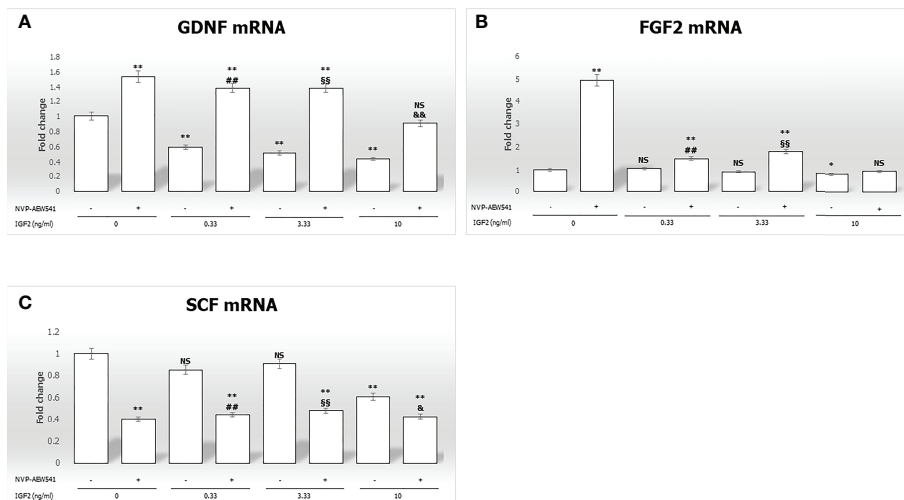 A
GDNF mRNA
Fold change
1.8
1.6
1.4
1.2
1
0.8
0.6
0.4
0.2
0
**
**
**
##
**
**
§§
**
NS
&&
NVP-AEW541 - + - + - + - +
IGF2 (ng/ml) 0 0.33 3.33 10
B
FGF2 mRNA
Fold change
6
5
4
3
2
1
0
**
NS
**
##
NS
**
§§
*
NS
NVP-AEW541 - + - + - + - +
IGF2 (ng/ml) 0 0.33 3.33 10
C
SCF mRNA
Fold change
1.2
1
0.8
0.6
0.4
0.2
0
**
NS
**
##
NS
**
§§
**
**
&
NVP-AEW541 - + - + - + - +
IGF2 (ng/ml) 0 0.33 3.33 10